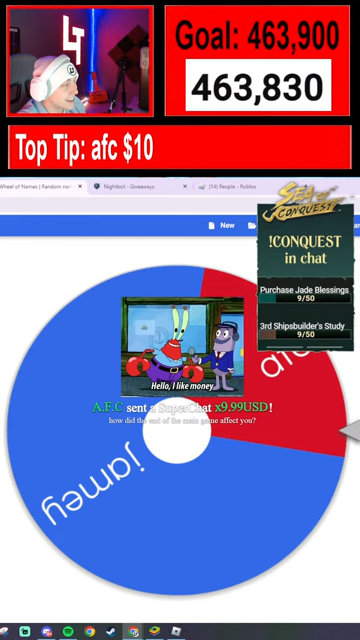 LT
Goal: 463,900
463,830
Top Tip: afc $10
Wheel of Names | Random na
Nightbot - Giveaways
(14) People - Roblox
New
SEA OF
CONQUEST
!CONQUEST
in chat
Purchase Jade Blessings
9/50
3rd Shipsbuilder's Study
9/50
Hello, I like money
A.F.C sent a SuperChat x9.99USD!
how did the end of the main game affect you?
jamey